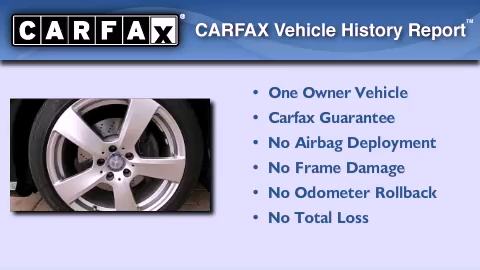 CARFAX® CARFAX Vehicle History Report™
• One Owner Vehicle
• Carfax Guarantee
• No Airbag Deployment
• No Frame Damage
• No Odometer Rollback
• No Total Loss